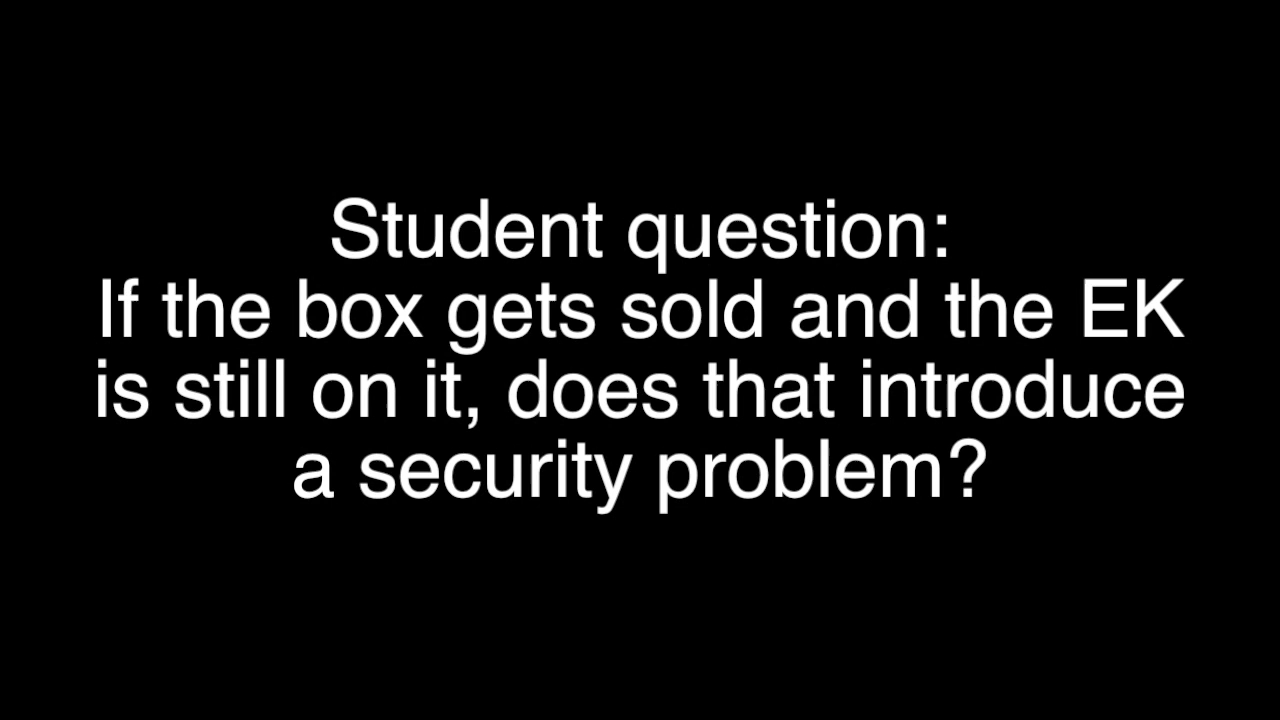 Student question:
If the box gets sold and the EK
is still on it, does that introduce
a security problem?